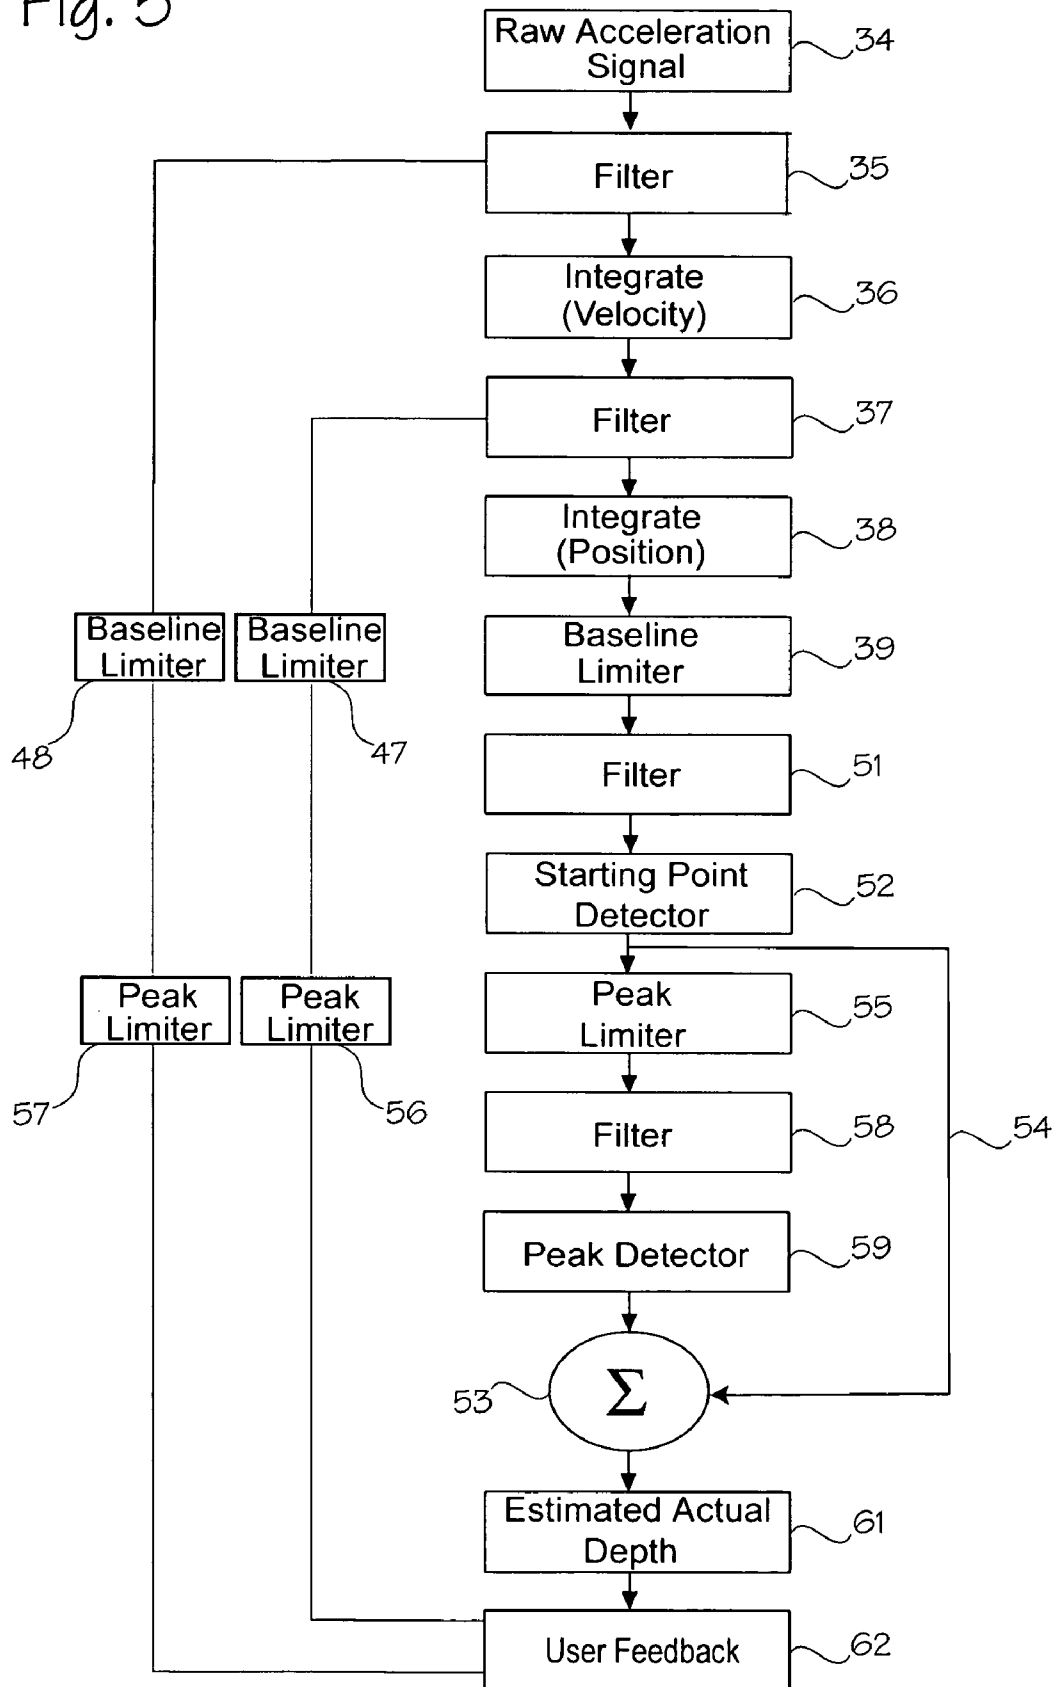 Fig. 5
Raw Acceleration
Signal
34
Filter
35
Integrate
(Velocity)
36
Filter
37
Integrate
(Position)
38
Baseline
Limiter
48
Baseline
Limiter
47
Baseline
Limiter
39
Filter
51
Starting Point
Detector
52
Peak
Limiter
57
Peak
Limiter
56
Peak
Limiter
55
Filter
58
54
Peak Detector
59
53
Σ
Estimated Actual
Depth
61
User Feedback
62